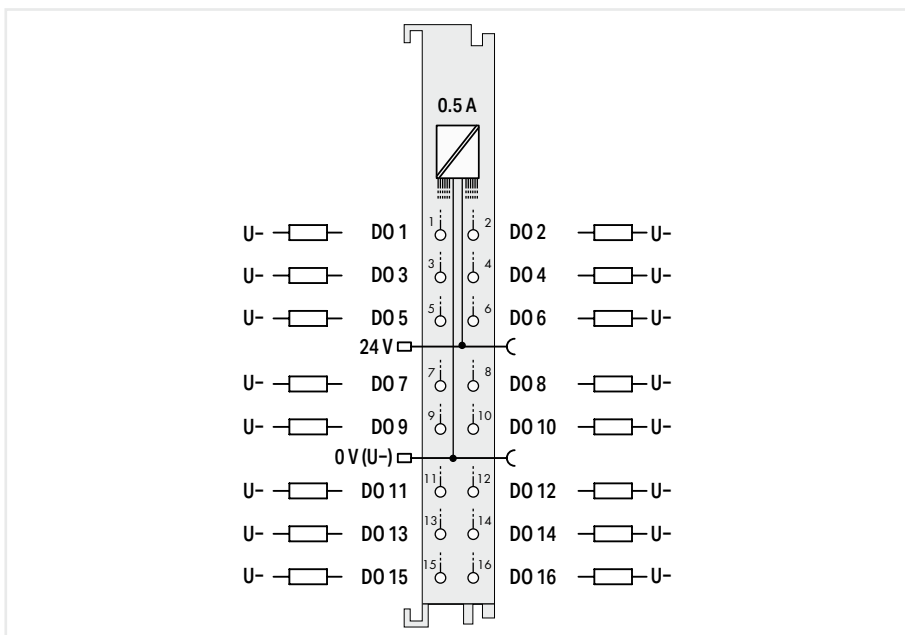 0.5 A
U− DO 1 1 2 DO 2 U−
U− DO 3 3 4 DO 4 U−
U− DO 5 5 6 DO 6 U−
24 V
U− DO 7 7 8 DO 8 U−
U− DO 9 9 10 DO 10 U−
0 V (U−)
U− DO 11 11 12 DO 12 U−
U− DO 13 13 14 DO 14 U−
U− DO 15 15 16 DO 16 U−